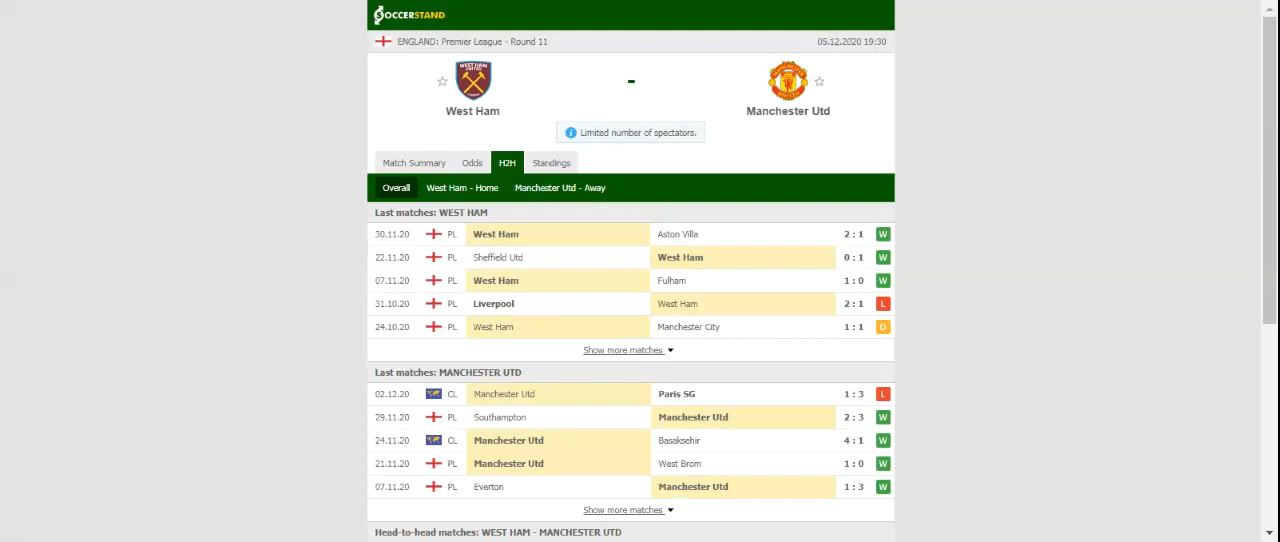 SOCCERSTAND
ENGLAND: Premier League - Round 11 05.12.2020 19:30
-
West Ham Manchester Utd
Limited number of spectators.
Match Summary Odds H2H Standings
Overall West Ham - Home Manchester Utd - Away
Last matches: WEST HAM
30.11.20 PL West Ham Aston Villa 2 : 1 W
22.11.20 PL Sheffield Utd West Ham 0 : 1 W
07.11.20 PL West Ham Fulham 1 : 0 W
31.10.20 PL Liverpool West Ham 2 : 1 L
24.10.20 PL West Ham Manchester City 1 : 1 D
Show more matches
Last matches: MANCHESTER UTD
02.12.20 CL Manchester Utd Paris SG 1 : 3 L
29.11.20 PL Southampton Manchester Utd 2 : 3 W
24.11.20 CL Manchester Utd Basaksehir 4 : 1 W
21.11.20 PL Manchester Utd West Brom 1 : 0 W
07.11.20 PL Everton Manchester Utd 1 : 3 W
Show more matches
Head-to-head matches: WEST HAM - MANCHESTER UTD